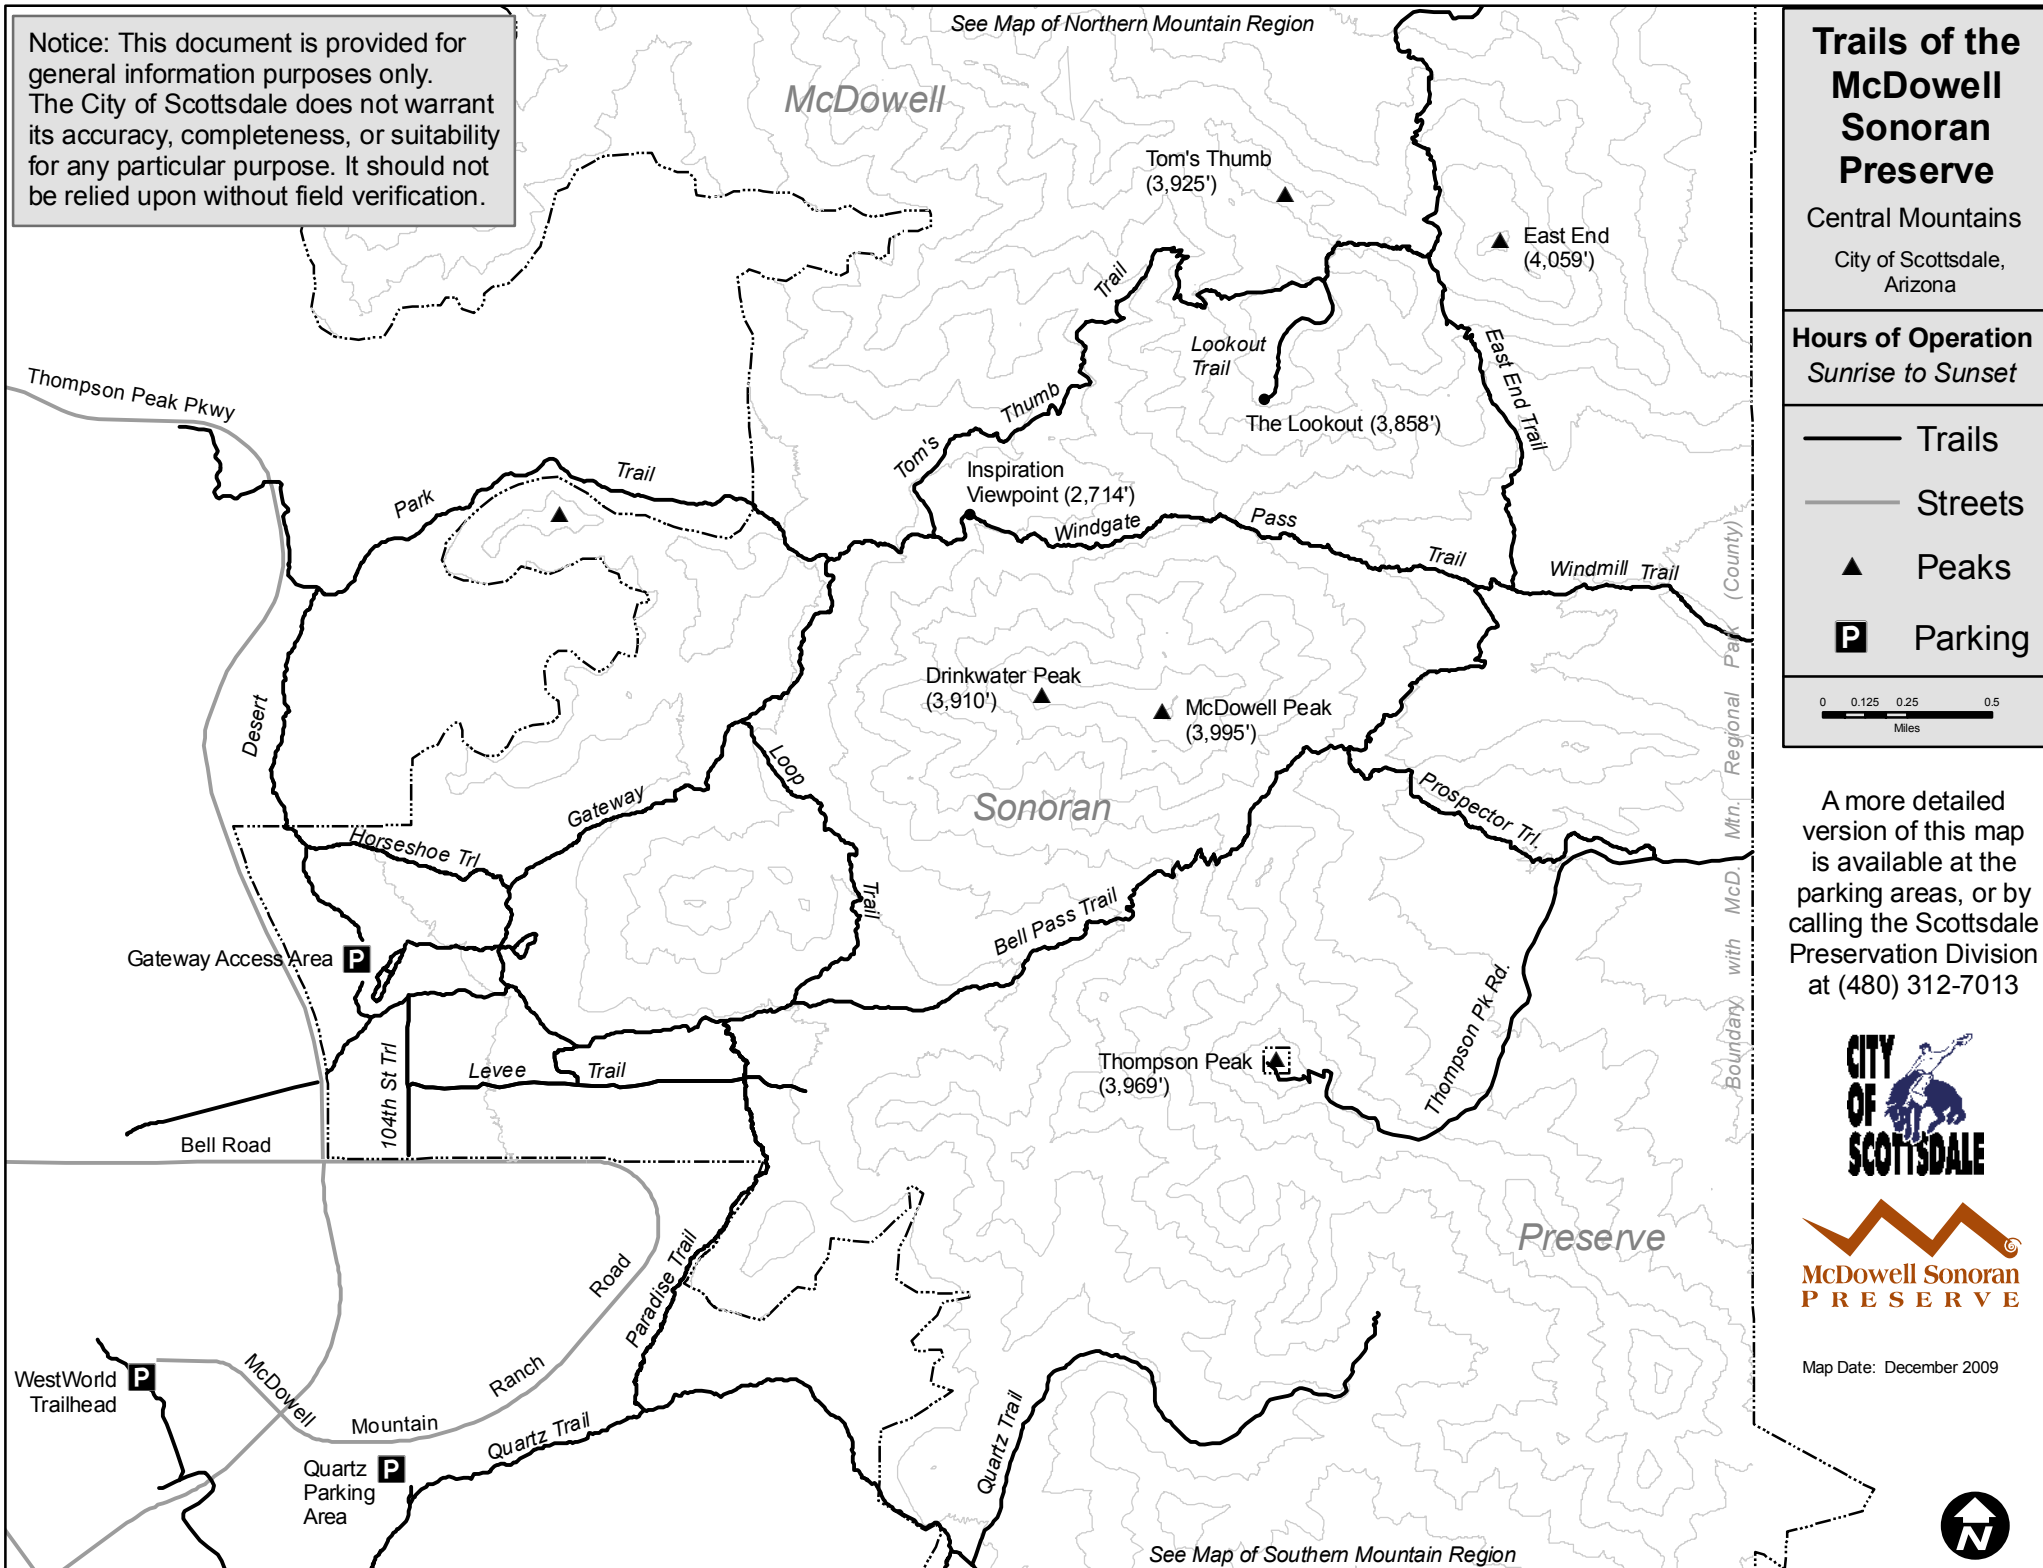 Notice: This document is provided for
general information purposes only.
The City of Scottsdale does not warrant
its accuracy, completeness, or suitability
for any particular purpose. It should not
be relied upon without field verification.
See Map of Northern Mountain Region
McDowell
Tom's Thumb
(3,925')
East End
(4,059')
Trail
Lookout
Trail
East End Trail
Thumb
The Lookout (3,858')
Tom's
Thompson Peak Pkwy
Inspiration
Viewpoint (2,714')
Park
Trail
Windgate
Pass
Trail
Windmill Trail
Desert
Drinkwater Peak
(3,910')
McDowell Peak
(3,995')
Loop
Gateway
Sonoran
Horseshoe Trl
Prospector Trl.
Trail
Bell Pass Trail
Gateway Access Area
P
Boundary with McD. Mtn. Regional Park (County)
Thompson Pk Rd.
104th St Trl
Levee
Trail
Thompson Peak
(3,969')
Bell Road
Preserve
Paradise Trail
Road
Ranch
McDowell
Mountain
WestWorld
Trailhead
P
Quartz Trail
Quartz Trail
Quartz
Parking
Area
P
See Map of Southern Mountain Region
Trails of the
McDowell
Sonoran
Preserve
Central Mountains
City of Scottsdale,
Arizona
Hours of Operation
Sunrise to Sunset
Trails
Streets
Peaks
P Parking
0 0.125 0.25 0.5
Miles
A more detailed
version of this map
is available at the
parking areas, or by
calling the Scottsdale
Preservation Division
at (480) 312-7013
CITY
OF
SCOTTSDALE
McDowell Sonoran
PRESERVE
Map Date: December 2009
N